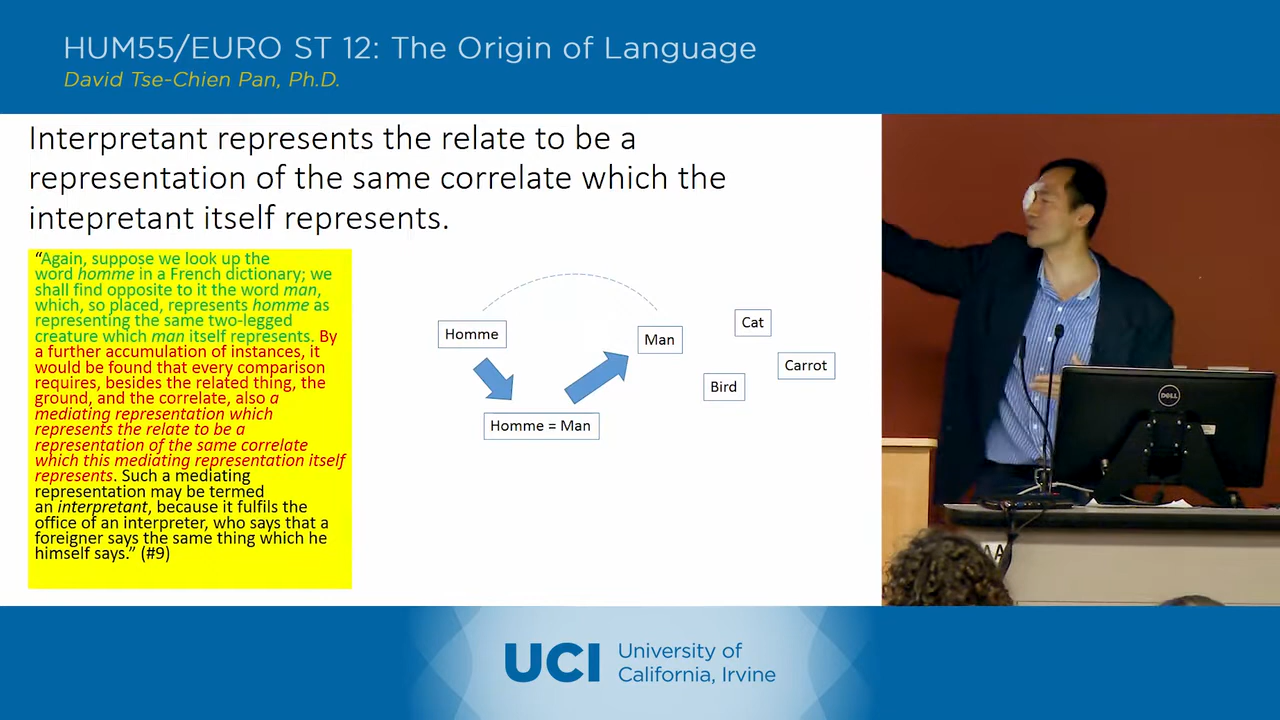 HUM55/EURO ST 12: The Origin of Language
David Tse-Chien Pan, Ph.D.
Interpretant represents the relate to be a
representation of the same correlate which the
intepretant itself represents.
“Again, suppose we look up the
word homme in a French dictionary; we
shall find opposite to it the word man,
which, so placed, represents homme as
representing the same two-legged
creature which man itself represents. By
a further accumulation of instances, it
would be found that every comparison
requires, besides the related thing, the
ground, and the correlate, also a
mediating representation which
represents the relate to be a
representation of the same correlate
which this mediating representation itself
represents. Such a mediating
representation may be termed
an interpretant, because it fulfils the
office of an interpreter, who says that a
foreigner says the same thing which he
himself says.” (#9)
Homme
Man
Homme = Man
Cat
Carrot
Bird
DELL
AA
UCI
University of
California, Irvine